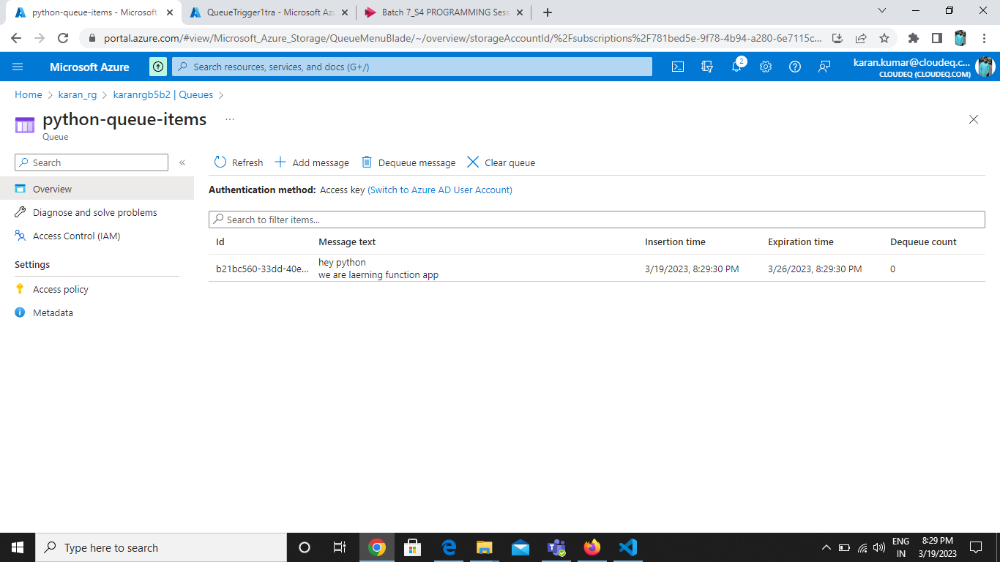 python-queue-items - Microsoft
QueueTrigger1tra - Microsoft Azu
Batch 7_S4 PROGRAMMING Sess
portal.azure.com/#view/Microsoft_Azure_Storage/QueueMenuBlade/~/overview/storageAccountId/%2Fsubscriptions%2F781bed5e-9f78-4b94-a280-6e7115c...
Microsoft Azure
Search resources, services, and docs (G+/)
2
karan.kumar@cloudeq.c...
CLOUDEQ (CLOUDEQ.COM)
Home > karan_rg > karanrgb5b2 | Queues >
python-queue-items ...
Queue
Search «
Refresh Add message Dequeue message Clear queue
Overview
Authentication method: Access key (Switch to Azure AD User Account)
Diagnose and solve problems
Access Control (IAM)
Settings
Access policy
Metadata
Search to filter items...
Id Message text Insertion time Expiration time Dequeue count
b21bc560-33dd-40e... hey python
we are laerning function app 3/19/2023, 8:29:30 PM 3/26/2023, 8:29:30 PM 0
Type here to search
ENG
IN
8:29 PM
3/19/2023